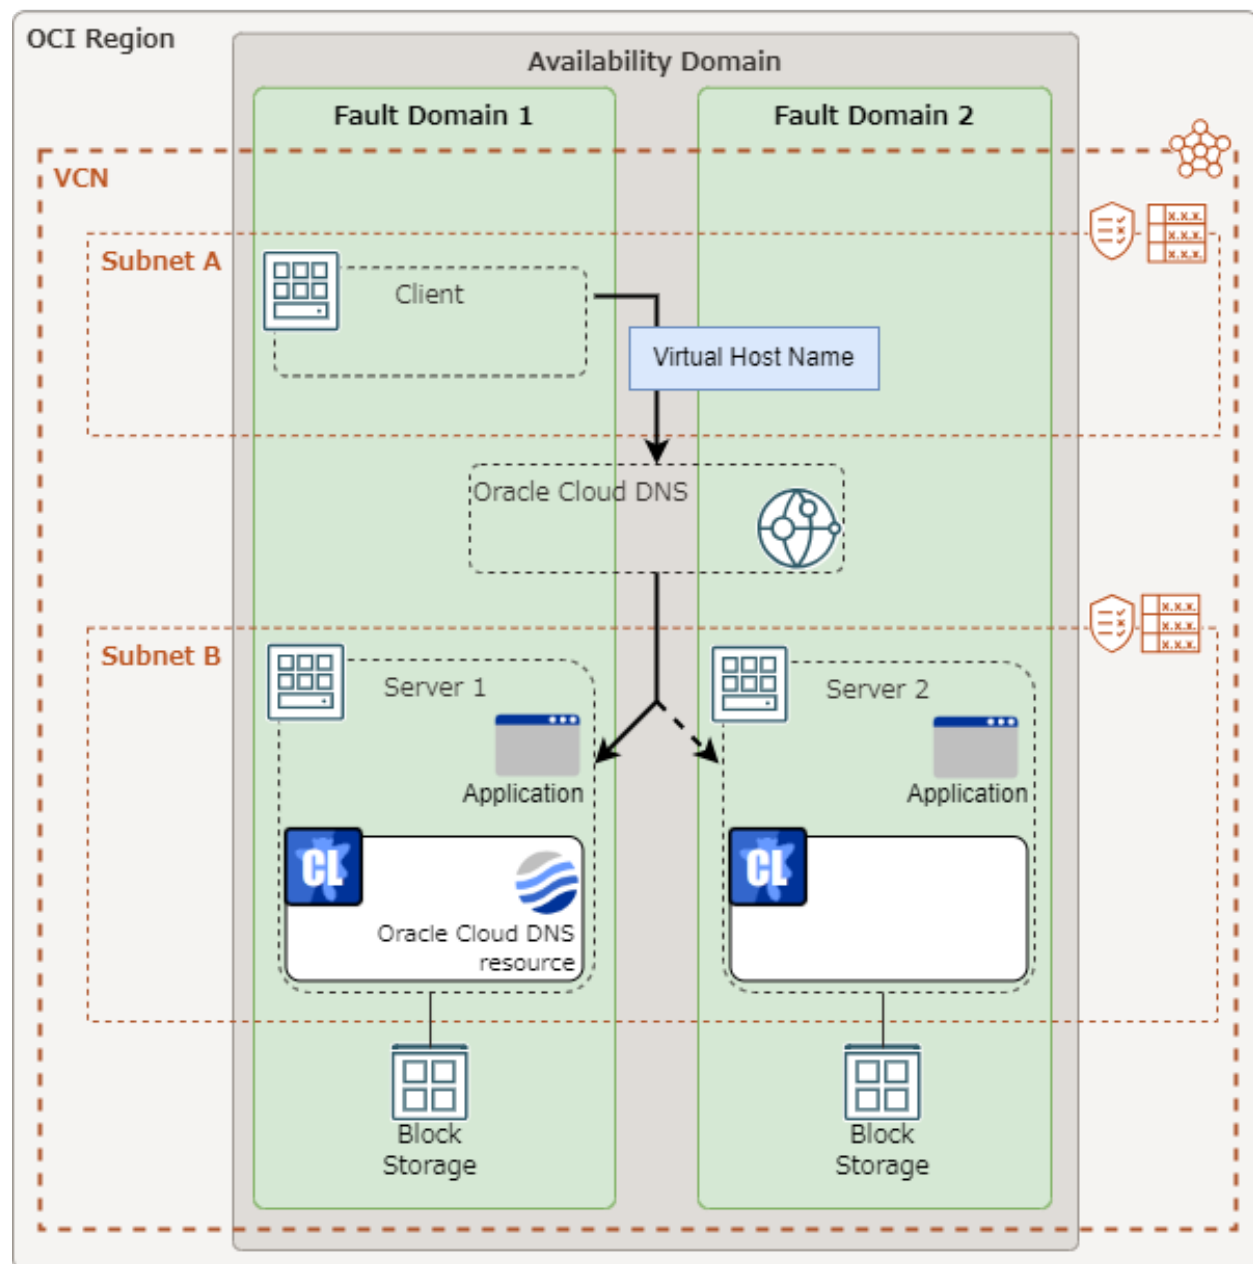 OCI Region
Availability Domain
Fault Domain 1
Fault Domain 2
VCN
x.x.x.
x.x.x.
x.x.x.
Subnet A
Client
Virtual Host Name
Oracle Cloud DNS
x.x.x.
x.x.x.
x.x.x.
Subnet B
Server 1
Server 2
Application
Application
CL
CL
Oracle Cloud DNS
resource
Block
Storage
Block
Storage